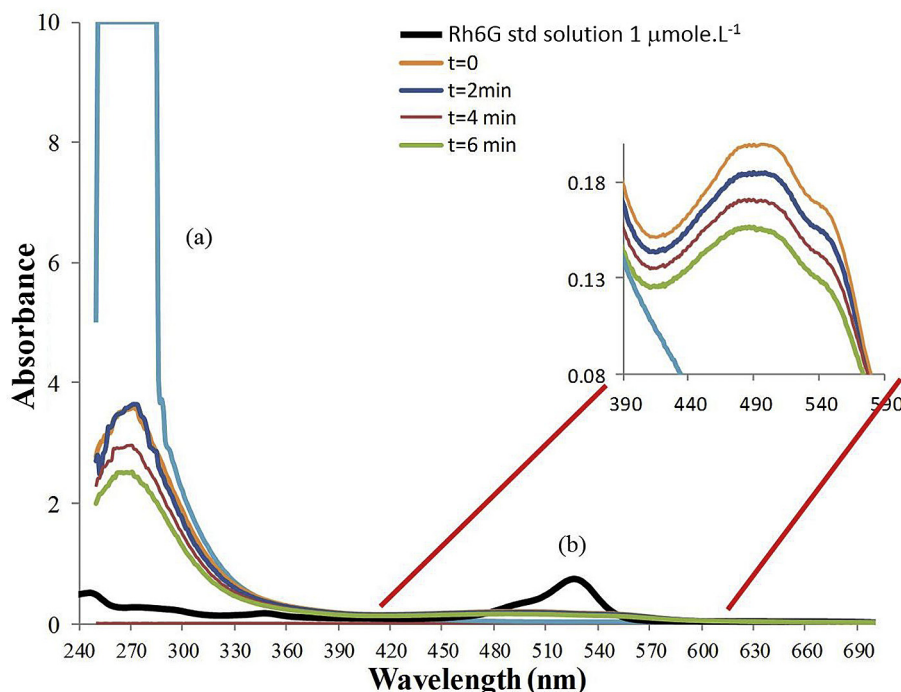 10
8
6
4
2
0
Absorbance
Rh6G std solution 1 μmole.L-1
t=0
t=2min
t=4 min
t=6 min
(a)
0.18
0.13
0.08
390 440 490 540 590
(b)
240 270 300 330 360 390 420 450 480 510 540 570 600 630 660 690
Wavelength (nm)